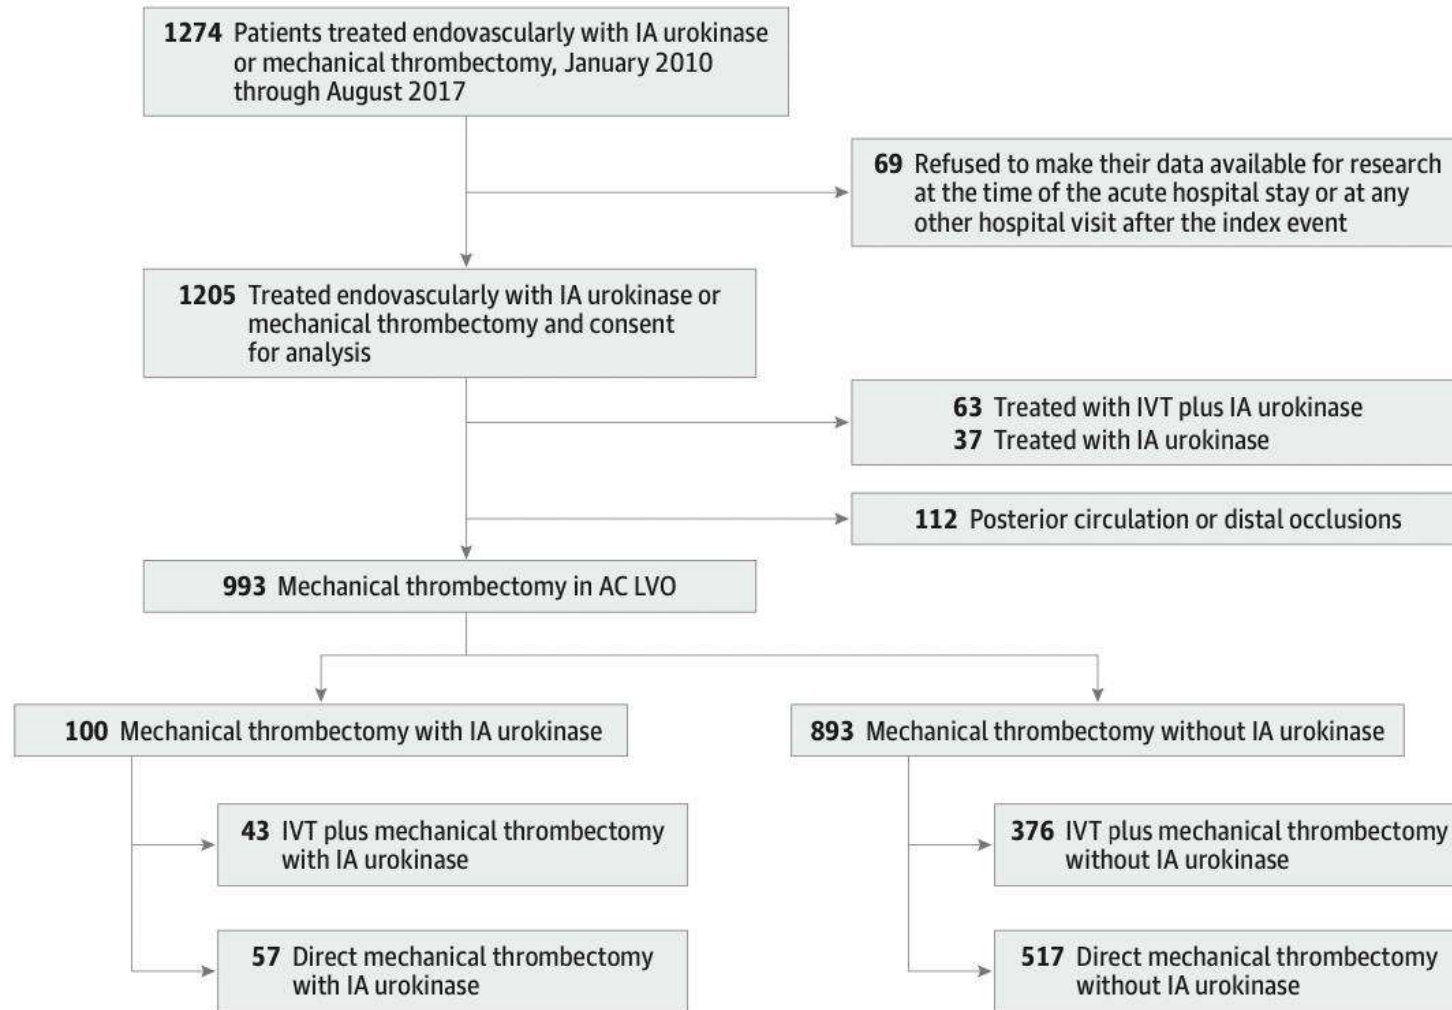 1274 Patients treated endovascularly with IA urokinase
or mechanical thrombectomy, January 2010
through August 2017
69 Refused to make their data available for research
at the time of the acute hospital stay or at any
other hospital visit after the index event
1205 Treated endovascularly with IA urokinase or
mechanical thrombectomy and consent
for analysis
63 Treated with IVT plus IA urokinase
37 Treated with IA urokinase
112 Posterior circulation or distal occlusions
993 Mechanical thrombectomy in AC LVO
100 Mechanical thrombectomy with IA urokinase
893 Mechanical thrombectomy without IA urokinase
43 IVT plus mechanical thrombectomy
with IA urokinase
376 IVT plus mechanical thrombectomy
without IA urokinase
57 Direct mechanical thrombectomy
with IA urokinase
517 Direct mechanical thrombectomy
without IA urokinase